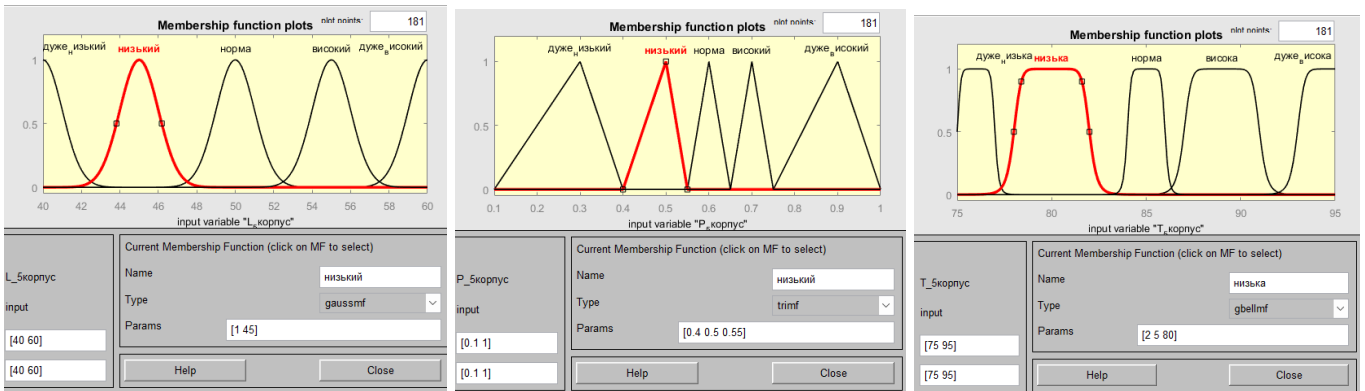 Membership function plots plot points: 181
дуже_низький низький норма високий дуже_високий
1
0.5
0
40 42 44 46 48 50 52 54 56 58 60
input variable "L_5корпус"
L_5корпус
input
[40 60]
[40 60]
Current Membership Function (click on MF to select)
Name низький
Type gaussmf
Params [1 45]
Help Close
Membership function plots plot points: 181
дуже_низький низький норма високий дуже_високий
1
0.5
0
0.1 0.2 0.3 0.4 0.5 0.6 0.7 0.8 0.9 1
input variable "P_5корпус"
P_5корпус
input
[0.1 1]
[0.1 1]
Current Membership Function (click on MF to select)
Name низький
Type trimf
Params [0.4 0.5 0.55]
Help Close
Membership function plots plot points: 181
дуже_низька низька норма висока дуже_висока
1
0.5
0
75 80 85 90 95
input variable "T_5корпус"
T_5корпус
input
[75 95]
[75 95]
Current Membership Function (click on MF to select)
Name низька
Type gbellmf
Params [2 5 80]
Help Close